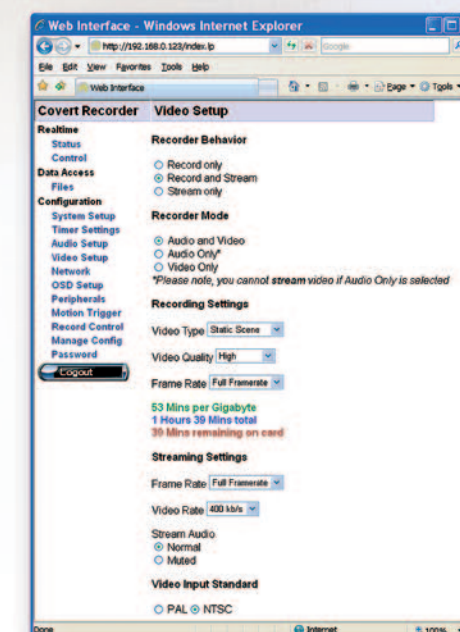 Web Interface - Windows Internet Explorer
http://192.168.0.123/index.lp
Google
File Edit View Favorites Tools Help
Web Interface
Page Tools
Covert Recorder
Realtime
Status
Control
Data Access
Files
Configuration
System Setup
Timer Settings
Audio Setup
Video Setup
Network
OSD Setup
Peripherals
Motion Trigger
Record Control
Manage Config
Password
Logout
Video Setup
Recorder Behavior
Record only
Record and Stream
Stream only
Recorder Mode
Audio and Video
Audio Only*
Video Only
*Please note, you cannot stream video if Audio Only is selected
Recording Settings
Video Type Static Scene
Video Quality High
Frame Rate Full Framerate
53 Mins per Gigabyte
1 Hours 39 Mins total
39 Mins remaining on card
Streaming Settings
Frame Rate Full Framerate
Video Rate 400 kb/s
Stream Audio
Normal
Muted
Video Input Standard
PAL NTSC
Done
Internet
100%